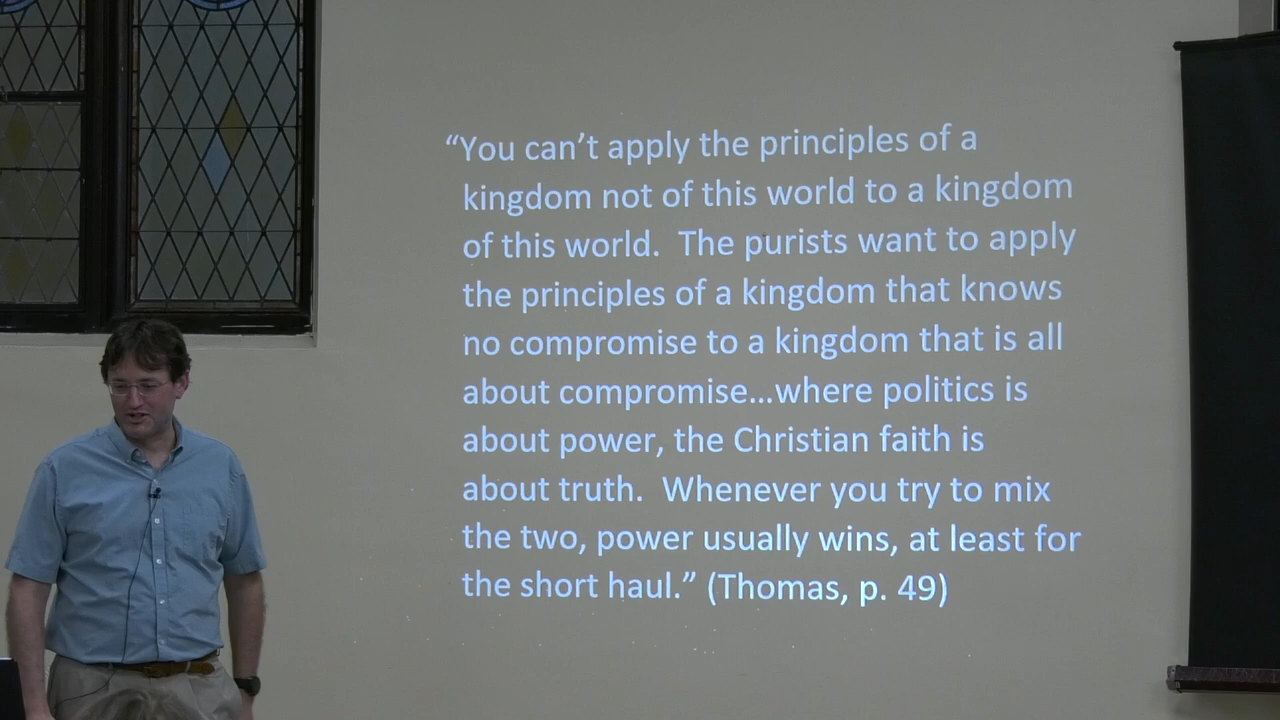 “You can’t apply the principles of a
kingdom not of this world to a kingdom
of this world.  The purists want to apply
the principles of a kingdom that knows
no compromise to a kingdom that is all
about compromise…where politics is
about power, the Christian faith is
about truth.  Whenever you try to mix
the two, power usually wins, at least for
the short haul.” (Thomas, p. 49)